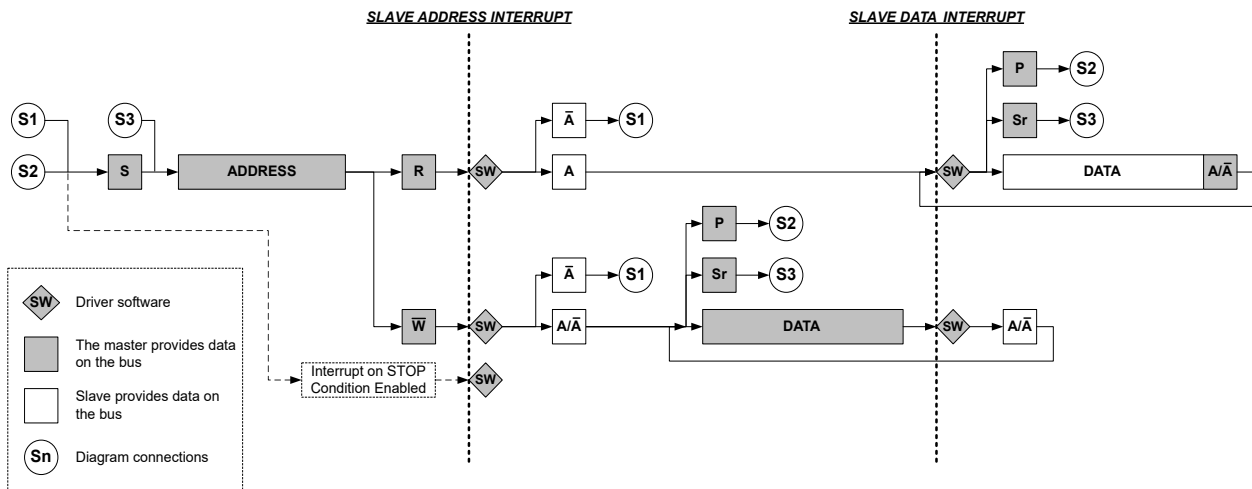 SLAVE ADDRESS INTERRUPT
SLAVE DATA INTERRUPT
P
S2
S1
S3
A̅
S1
Sr
S3
S2
S
ADDRESS
R
SW
A
SW
DATA
A/A̅
P
S2
A̅
S1
Sr
S3
W̅
SW
A/A̅
DATA
SW
A/A̅
Interrupt on STOP
Condition Enabled
SW
SW
Driver software
The master provides data
on the bus
Slave provides data on
the bus
Sn
Diagram connections